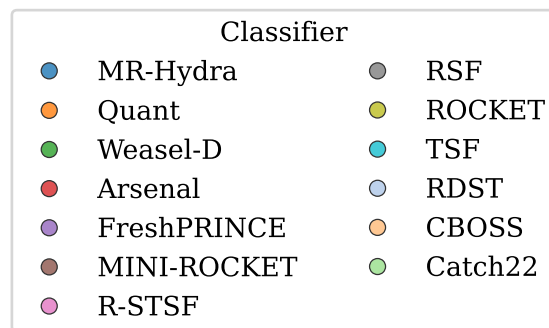 Classifier
MR-Hydra
Quant
Weasel-D
Arsenal
FreshPRINCE
MINI-ROCKET
R-STSF
RSF
ROCKET
TSF
RDST
CBOSS
Catch22